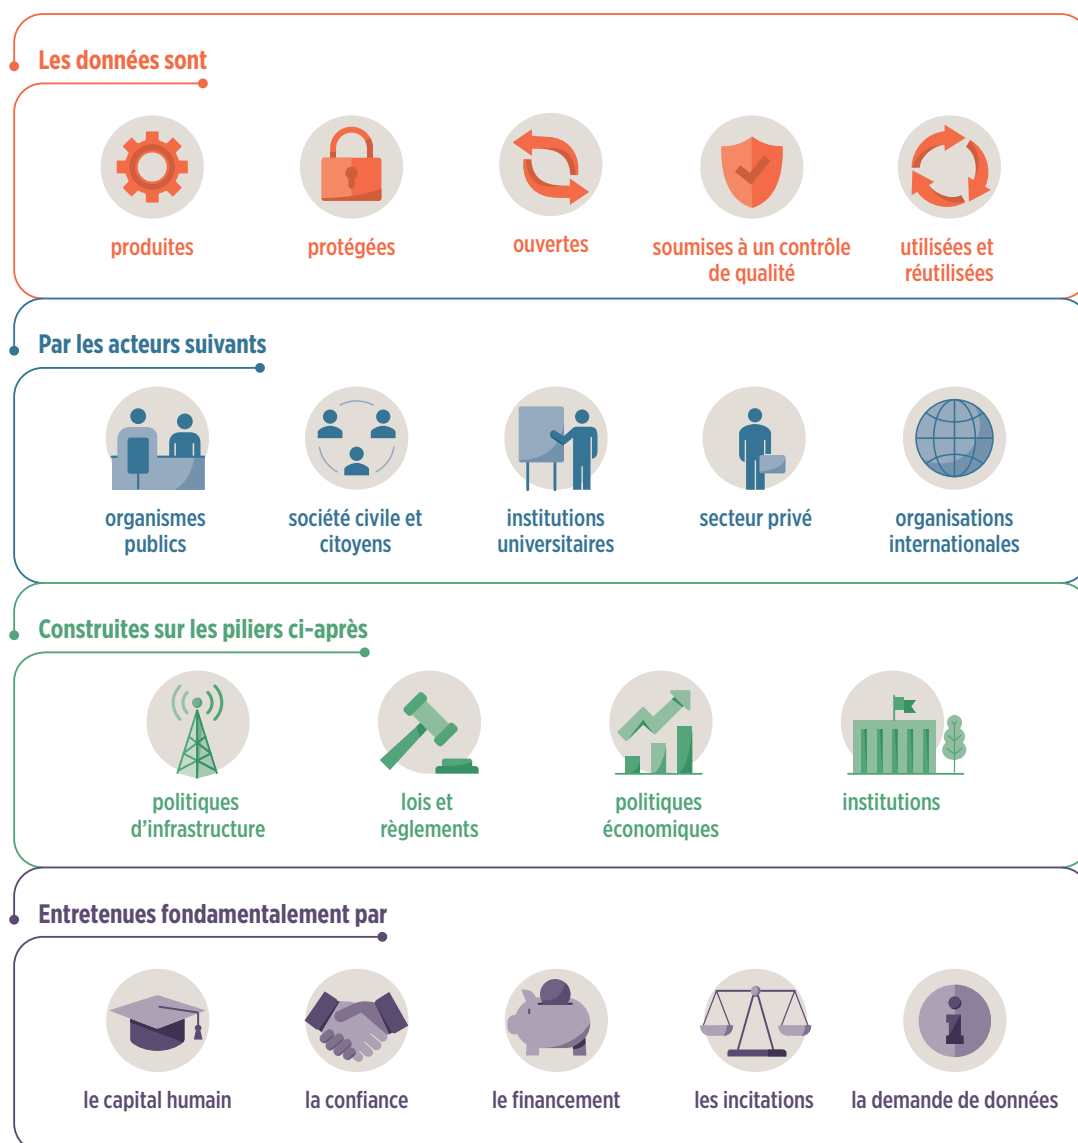 Les données sont
produites
protégées
ouvertes
soumises à un contrôle
de qualité
utilisées et
réutilisées
Par les acteurs suivants
organismes
publics
société civile et
citoyens
institutions
universitaires
secteur privé
organisations
internationales
Construites sur les piliers ci-après
politiques
d’infrastructure
lois et
règlements
politiques
économiques
institutions
Entretenues fondamentalement par
le capital humain
la confiance
le financement
les incitations
la demande de données